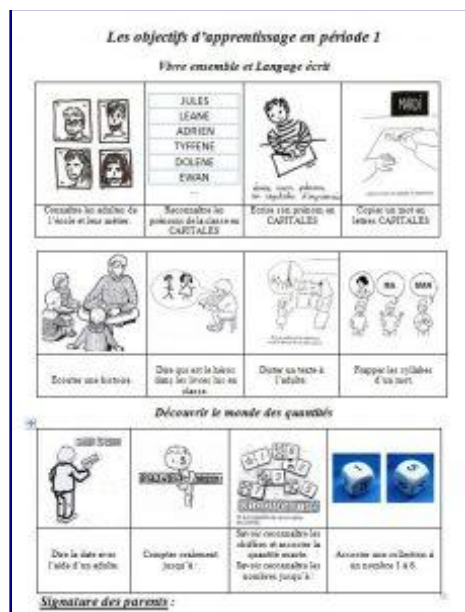 Les objectifs d'apprentissage en période 1
Vivre ensemble et Langage écrit
JULES
LEANE
ADRIEN
TYFFENE
DOLENE
EWAN
...
MARDI
Connaître les adultes de
l'école et leur métier.
Reconnaître les
prénoms de la classe en
CAPITALES
Ecrire son prénom en
CAPITALES
Copier un mot en
lettres CAPITALES
MA
MAN
Ecouter une histoire.
Dire qui est le héros
dans les livres lus en
classe.
Dicter un texte à
l'adulte.
Frapper les syllabes
d'un mot.
Découvrir le monde des quantités
Dire la date avec
l'aide d'un adulte.
Compter oralement
jusqu'à :
Savoir reconnaître les
chiffres et associer la
quantité exacte.
Savoir reconnaître les
nombres jusqu'à :
Associer une collection à
un nombre 1 à 6.
Signature des parents :